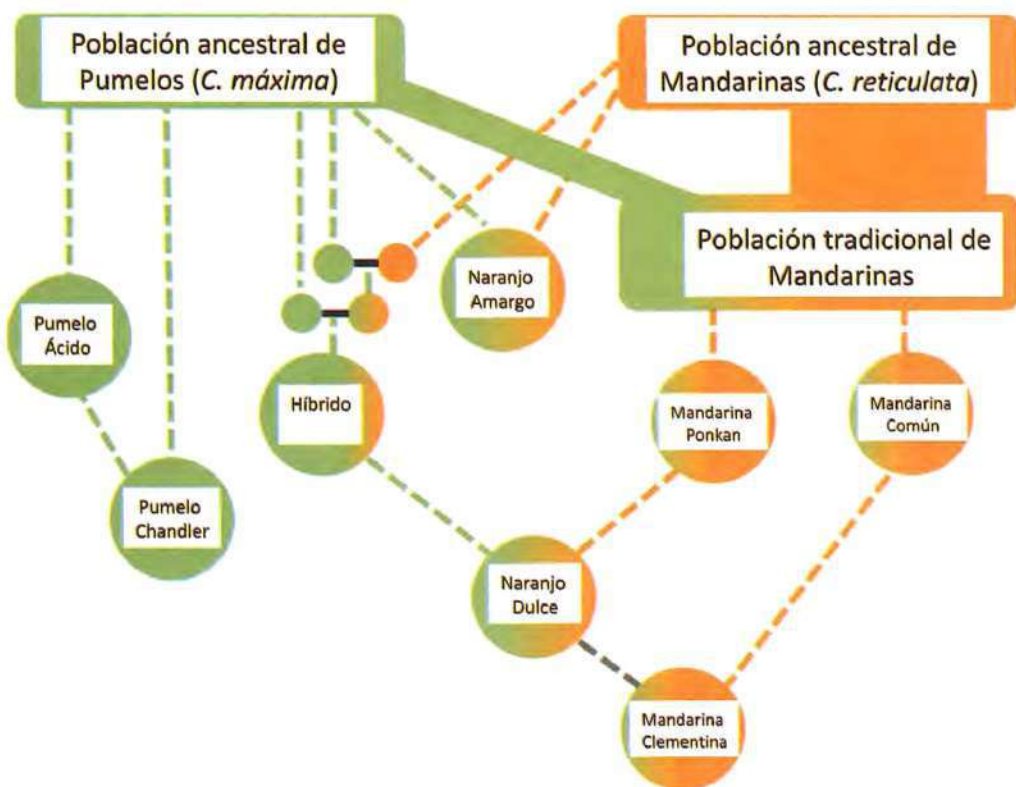 Población ancestral de
Pumelos (C. máxima)
Población ancestral de
Mandarinas (C. reticulata)
Población tradicional de
Mandarinas
Naranjo
Amargo
Pumelo
Ácido
Híbrido
Mandarina
Ponkan
Mandarina
Común
Pumelo
Chandler
Naranjo
Dulce
Mandarina
Clementina